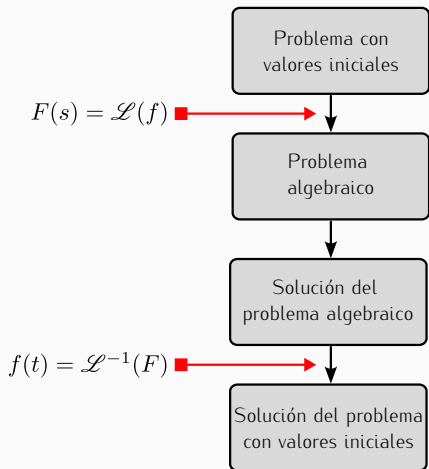 Problema con
valores iniciales
F(s) = ℒ(f)
Problema
algebraico
Solución del
problema algebraico
f(t) = ℒ⁻¹(F)
Solución del problema
con valores iniciales